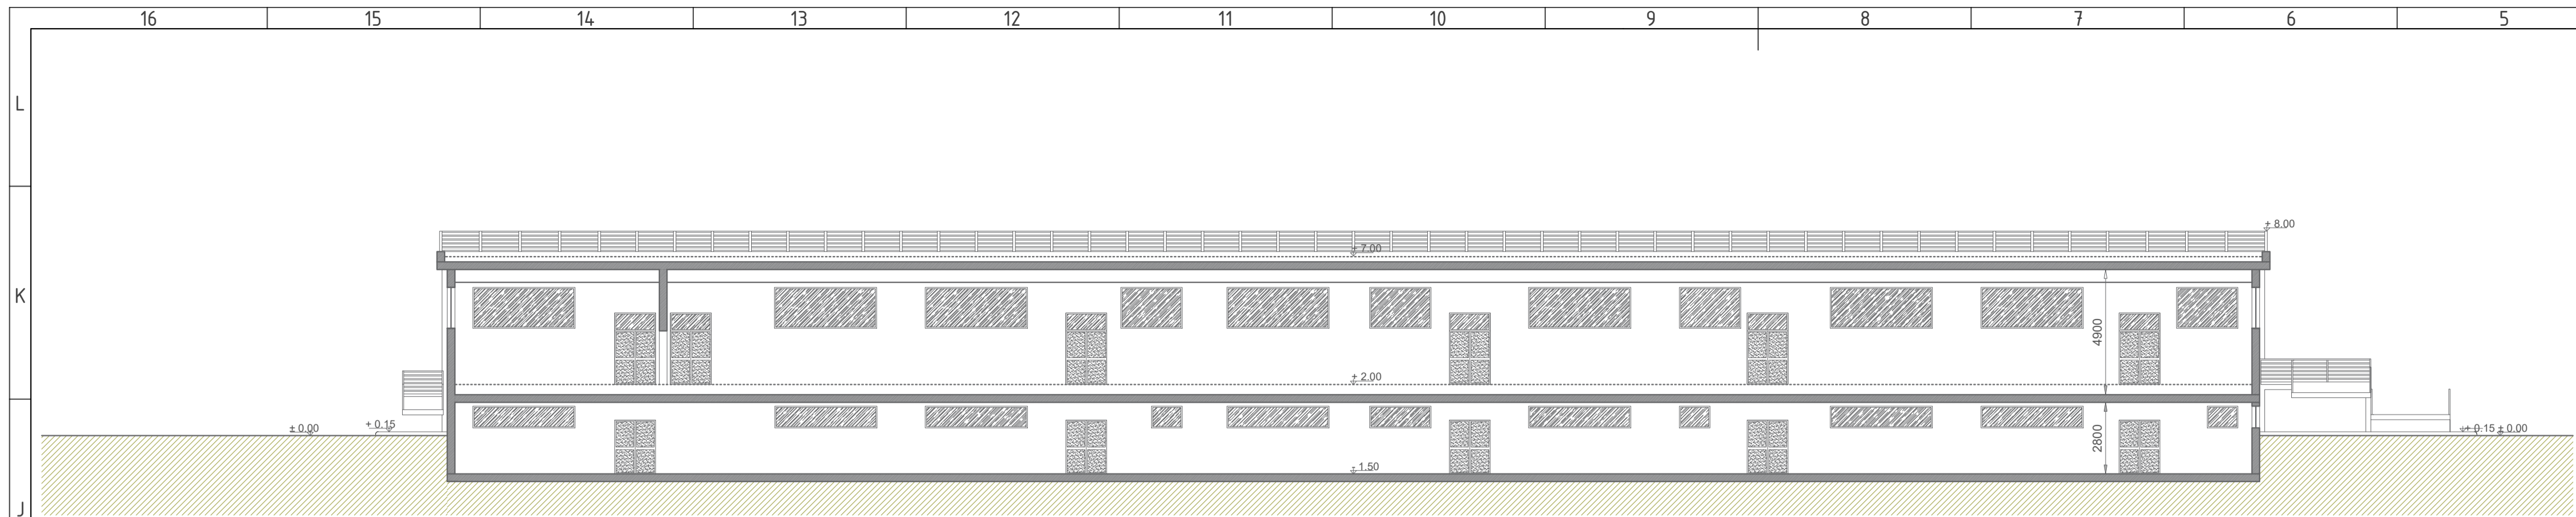 16 15 14 13 12 11 10 9 8 7 6 5
L
+ 8.00
+ 7.00
K
4900
+ 2.00
± 0.00
+ 0.15
+ 0.15 ± 0.00
2800
- 1.50
J